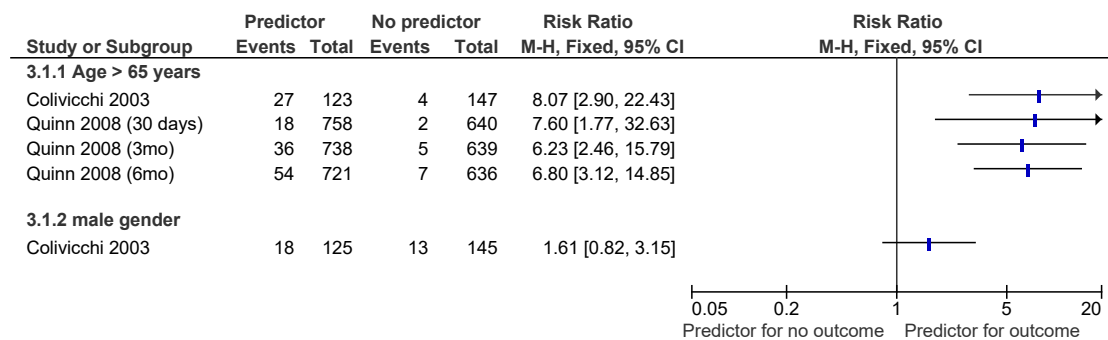 Predictor No predictor Risk Ratio Risk Ratio
Study or Subgroup Events Total Events Total M-H, Fixed, 95% CI M-H, Fixed, 95% CI
3.1.1 Age > 65 years
Colivicchi 2003 27 123 4 147 8.07 [2.90, 22.43]
Quinn 2008 (30 days) 18 758 2 640 7.60 [1.77, 32.63]
Quinn 2008 (3mo) 36 738 5 639 6.23 [2.46, 15.79]
Quinn 2008 (6mo) 54 721 7 636 6.80 [3.12, 14.85]
3.1.2 male gender
Colivicchi 2003 18 125 13 145 1.61 [0.82, 3.15]
0.05 0.2 1 5 20
Predictor for no outcome Predictor for outcome